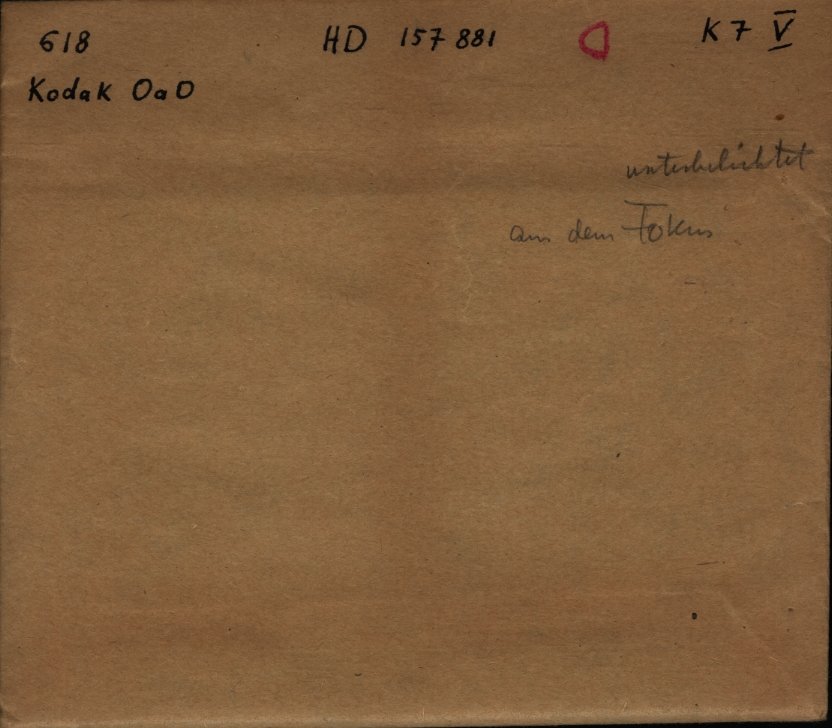 618 HD 157 881 K 7 V
Kodak OaO
unterbelichtet
aus dem Fokus